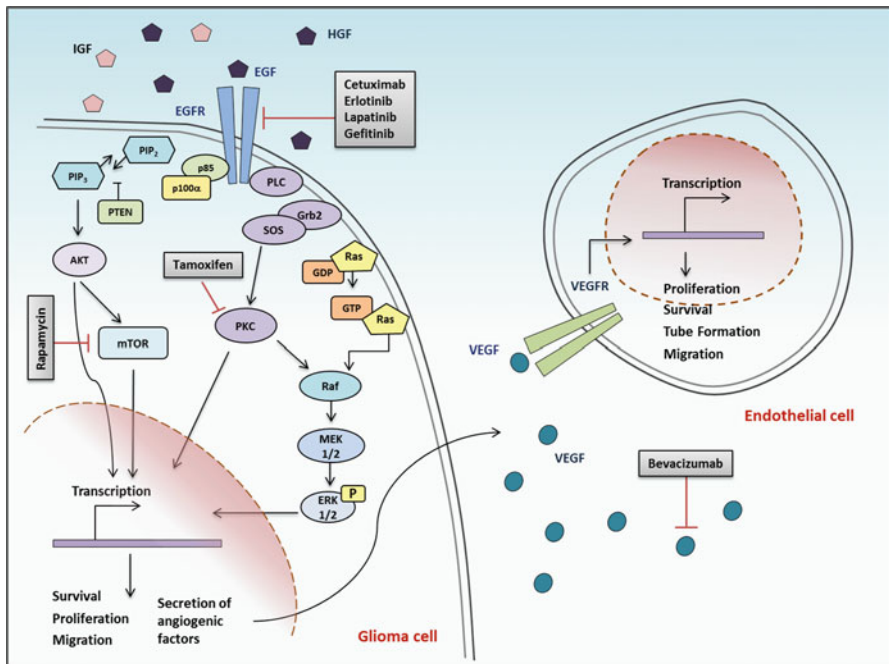 IGF
HGF
EGF
EGFR
Cetuximab
Erlotinib
Lapatinib
Gefitinib
PIP2
PIP3
p85
p100α
PLC
PTEN
Grb2
SOS
AKT
Tamoxifen
Ras
GDP
GTP
Ras
Rapamycin
mTOR
PKC
Raf
MEK
1/2
P
ERK
1/2
Transcription
Survival
Proliferation
Migration
Secretion of
angiogenic
factors
Glioma cell
Transcription
VEGFR
Proliferation
Survival
Tube Formation
Migration
VEGF
Endothelial cell
VEGF
Bevacizumab